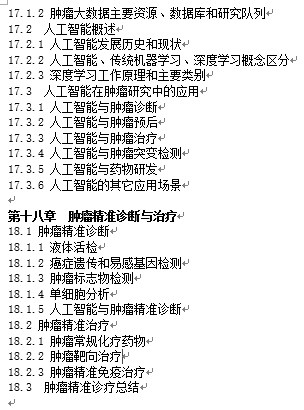 17.1.2 肿瘤大数据主要资源、数据库和研究队列
17.2 人工智能概述
17.2.1 人工智能发展历史和现状
17.2.2 人工智能、传统机器学习、深度学习概念区分
17.2.3 深度学习工作原理和主要类别
17.3 人工智能在肿瘤研究中的应用
17.3.1 人工智能与肿瘤诊断
17.3.2 人工智能与肿瘤预后
17.3.3 人工智能与肿瘤治疗
17.3.4 人工智能与肿瘤突变检测
17.3.5 人工智能与药物研发
17.3.6 人工智能的其它应用场景
第十八章 肿瘤精准诊断与治疗
18.1 肿瘤精准诊断
18.1.1 液体活检
18.1.2 癌症遗传和易感基因检测
18.1.3 肿瘤标志物检测
18.1.4 单细胞分析
18.1.5 人工智能与肿瘤精准诊断
18.2 肿瘤精准治疗
18.2.1 肿瘤常规化疗药物
18.2.2 肿瘤靶向治疗
18.2.3 肿瘤精准免疫治疗
18.3 肿瘤精准诊疗总结